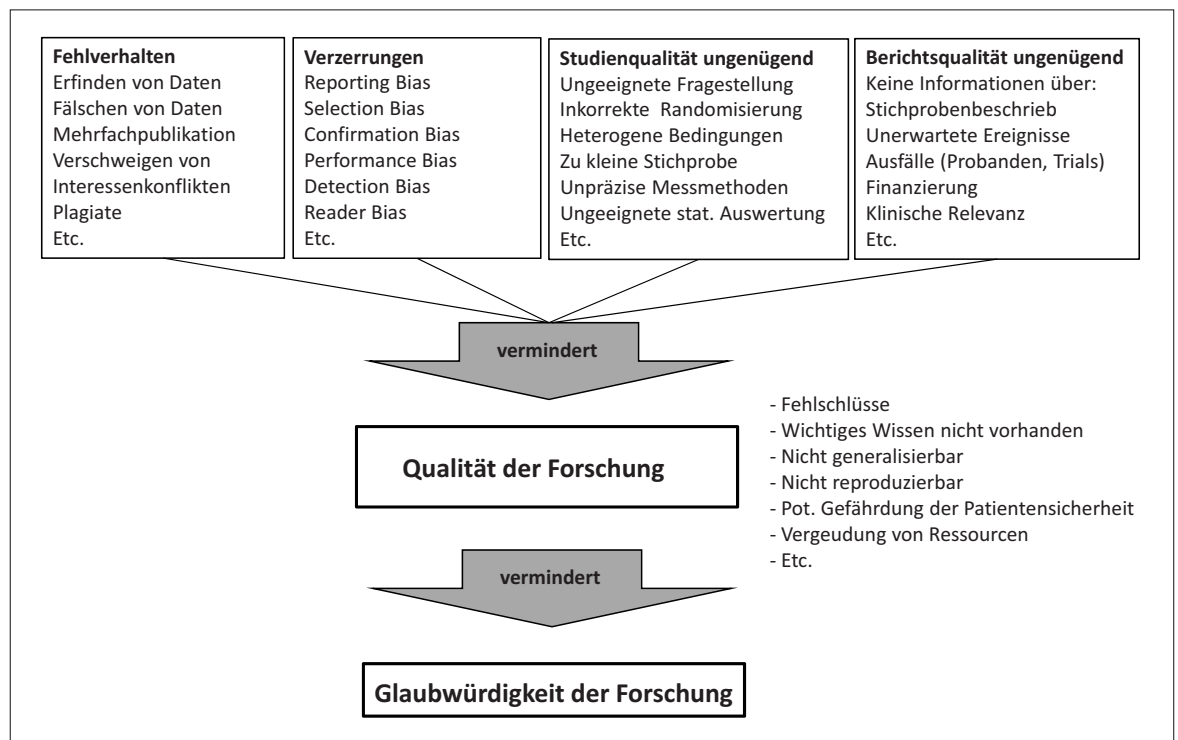 Fehlverhalten
Erfinden von Daten
Fälschen von Daten
Mehrfachpublikation
Verschweigen von
Interessenkonflikten
Plagiate
Etc.
Verzerrungen
Reporting Bias
Selection Bias
Confirmation Bias
Performance Bias
Detection Bias
Reader Bias
Etc.
Studienqualität ungenügend
Ungeeignete Fragestellung
Inkorrekte Randomisierung
Heterogene Bedingungen
Zu kleine Stichprobe
Unpräzise Messmethoden
Ungeeignete stat. Auswertung
Etc.
Berichtsqualität ungenügend
Keine Informationen über:
Stichprobenbeschrieb
Unerwartete Ereignisse
Ausfälle (Probanden, Trials)
Finanzierung
Klinische Relevanz
Etc.
vermindert
Qualität der Forschung
- Fehlschlüsse
- Wichtiges Wissen nicht vorhanden
- Nicht generalisierbar
- Nicht reproduzierbar
- Pot. Gefährdung der Patientensicherheit
- Vergeudung von Ressourcen
- Etc.
vermindert
Glaubwürdigkeit der Forschung